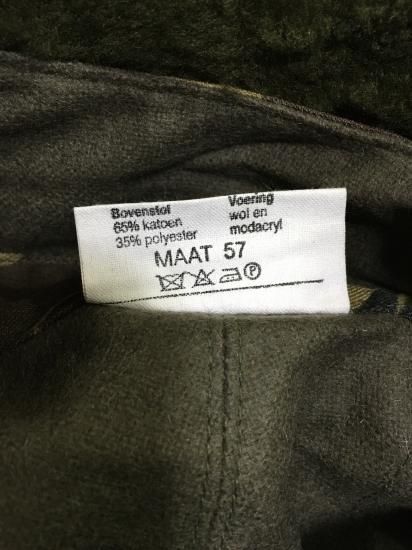 Bovenstof
65% katoen
35% polyester
Voering
wol en
modacryl
MAAT 57
P